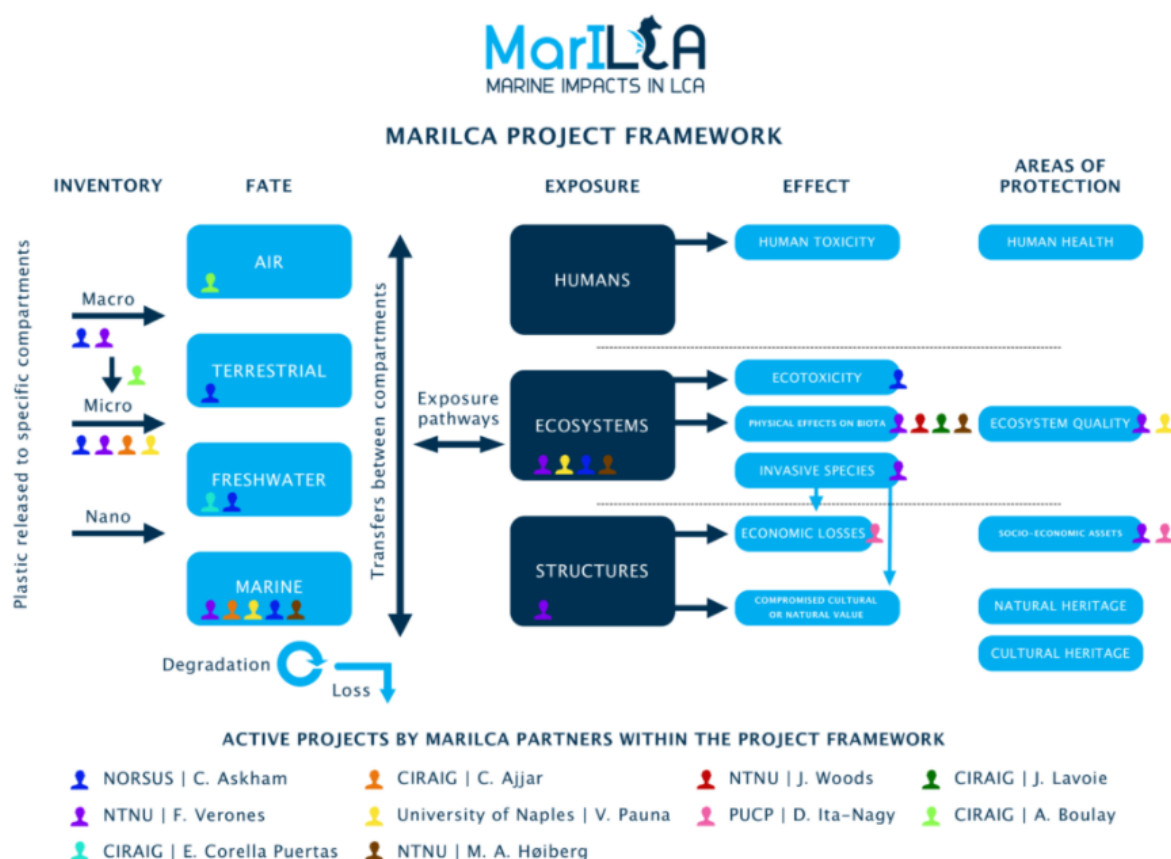 MarILCA
MARINE IMPACTS IN LCA
MARILCA PROJECT FRAMEWORK
INVENTORY
FATE
EXPOSURE
EFFECT
AREAS OF
PROTECTION
Plastic released to specific compartments
Macro
Micro
Nano
AIR
TERRESTRIAL
FRESHWATER
MARINE
Degradation
Loss
Transfers between compartments
Exposure
pathways
HUMANS
ECOSYSTEMS
STRUCTURES
HUMAN TOXICITY
ECOTOXICITY
PHYSICAL EFFECTS ON BIOTA
INVASIVE SPECIES
ECONOMIC LOSSES
COMPROMISED CULTURAL
OR NATURAL VALUE
HUMAN HEALTH
ECOSYSTEM QUALITY
SOCIO-ECONOMIC ASSETS
NATURAL HERITAGE
CULTURAL HERITAGE
ACTIVE PROJECTS BY MARILCA PARTNERS WITHIN THE PROJECT FRAMEWORK
NORSUS | C. Askham
CIRAIG | C. Ajjar
NTNU | J. Woods
CIRAIG | J. Lavoie
NTNU | F. Verones
University of Naples | V. Pauna
PUCP | D. Ita-Nagy
CIRAIG | A. Boulay
CIRAIG | E. Corella Puertas
NTNU | M. A. Høiberg